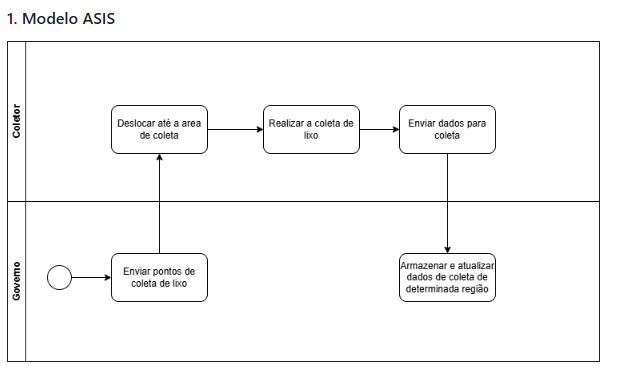 1. Modelo ASIS
Coletor
Deslocar até a area
de coleta
Realizar a coleta de
lixo
Enviar dados para
coleta
Governo
Enviar pontos de
coleta de lixo
Armazenar e atualizar
dados de coleta de
determinada região